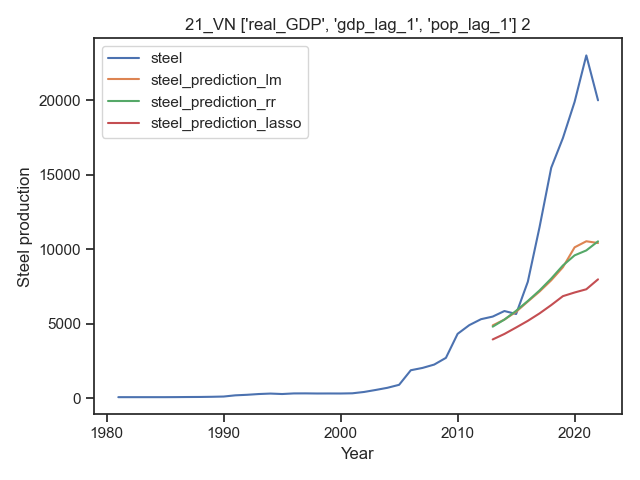 21_VN ['real_GDP', 'gdp_lag_1', 'pop_lag_1'] 2
steel
steel_prediction_lm
steel_prediction_rr
steel_prediction_lasso
20000
15000
10000
5000
0
Steel production
1980 1990 2000 2010 2020
Year